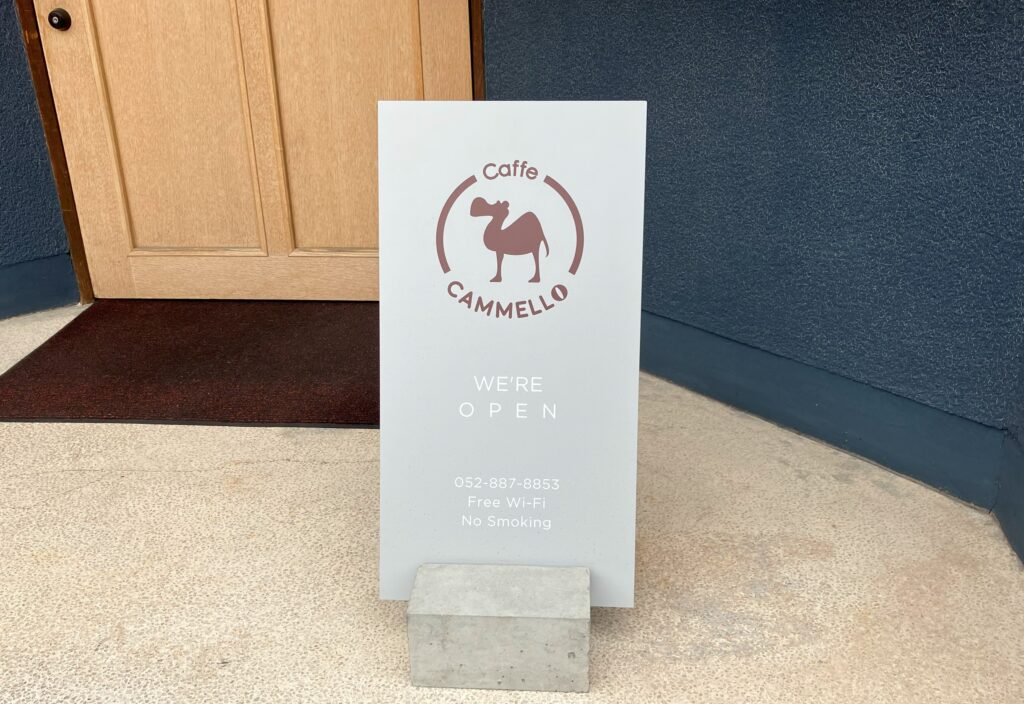 Caffe
CAMMELLO
WE'RE
OPEN
052-887-8853
Free Wi-Fi
No Smoking